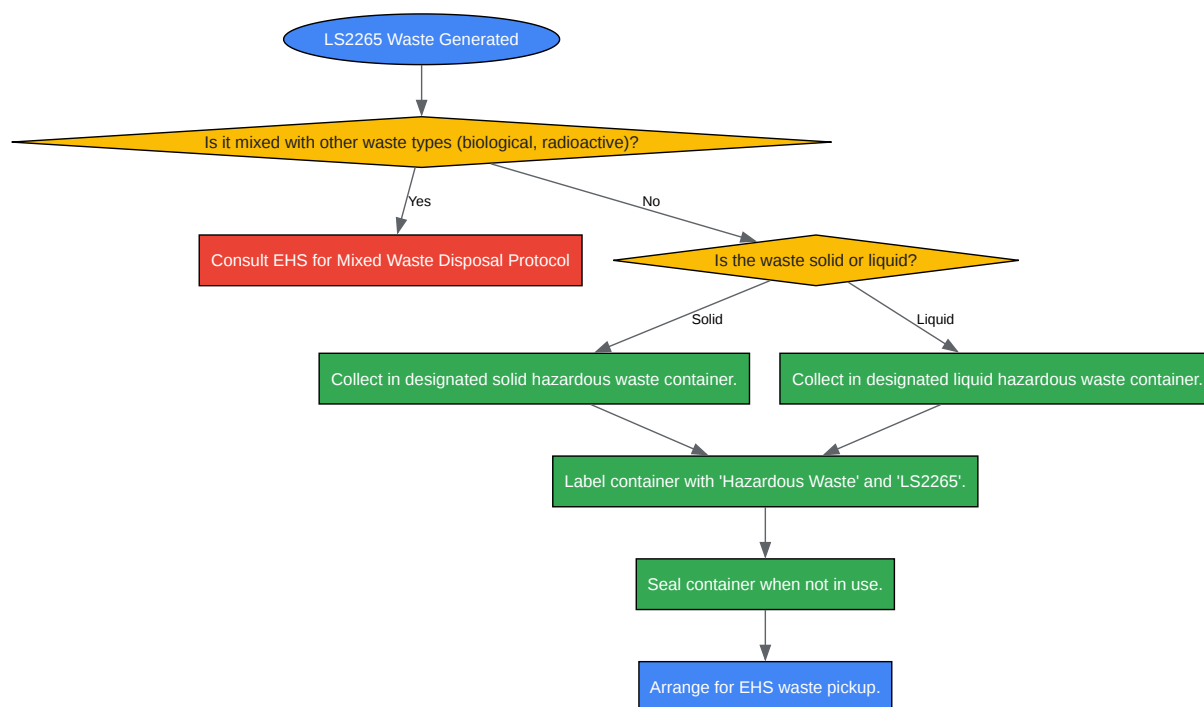 LS2265 Waste Generated
Is it mixed with other waste types (biological, radioactive)?
Yes
No
Consult EHS for Mixed Waste Disposal Protocol
Is the waste solid or liquid?
Solid
Liquid
Collect in designated solid hazardous waste container.
Collect in designated liquid hazardous waste container.
Label container with 'Hazardous Waste' and 'LS2265'.
Seal container when not in use.
Arrange for EHS waste pickup.